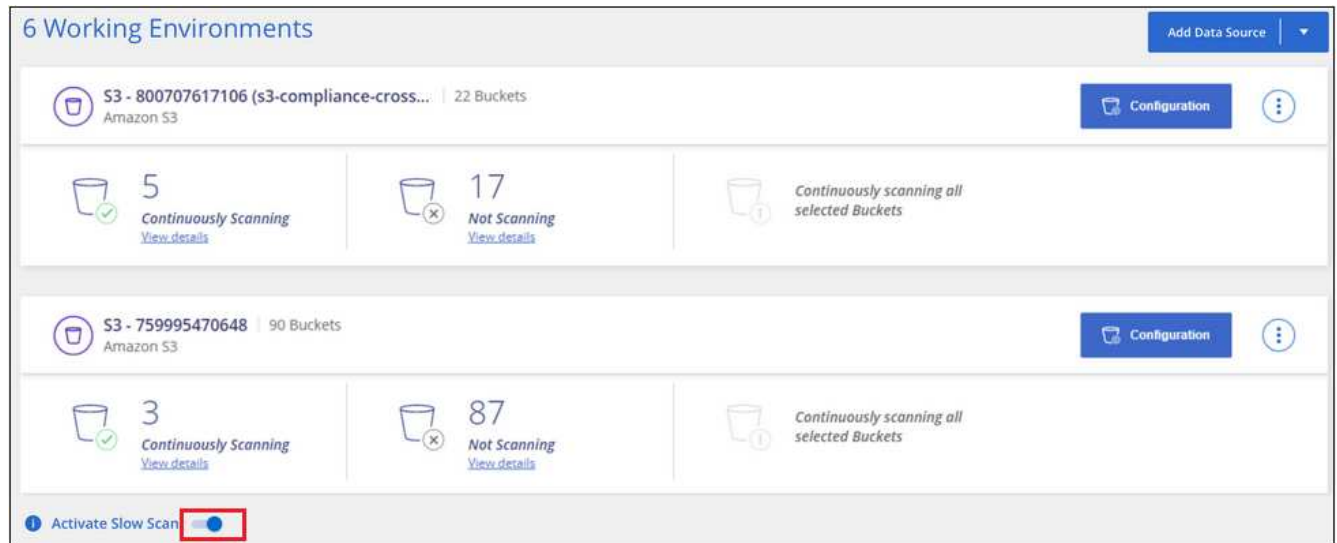 6 Working Environments
Add Data Source
S3 - 800707617106 (s3-compliance-cross... | 22 Buckets
Amazon S3
Configuration
5
Continuously Scanning
View details
17
Not Scanning
View details
Continuously scanning all
selected Buckets
S3 - 759995470648 | 90 Buckets
Amazon S3
Configuration
3
Continuously Scanning
View details
87
Not Scanning
View details
Continuously scanning all
selected Buckets
Activate Slow Scan